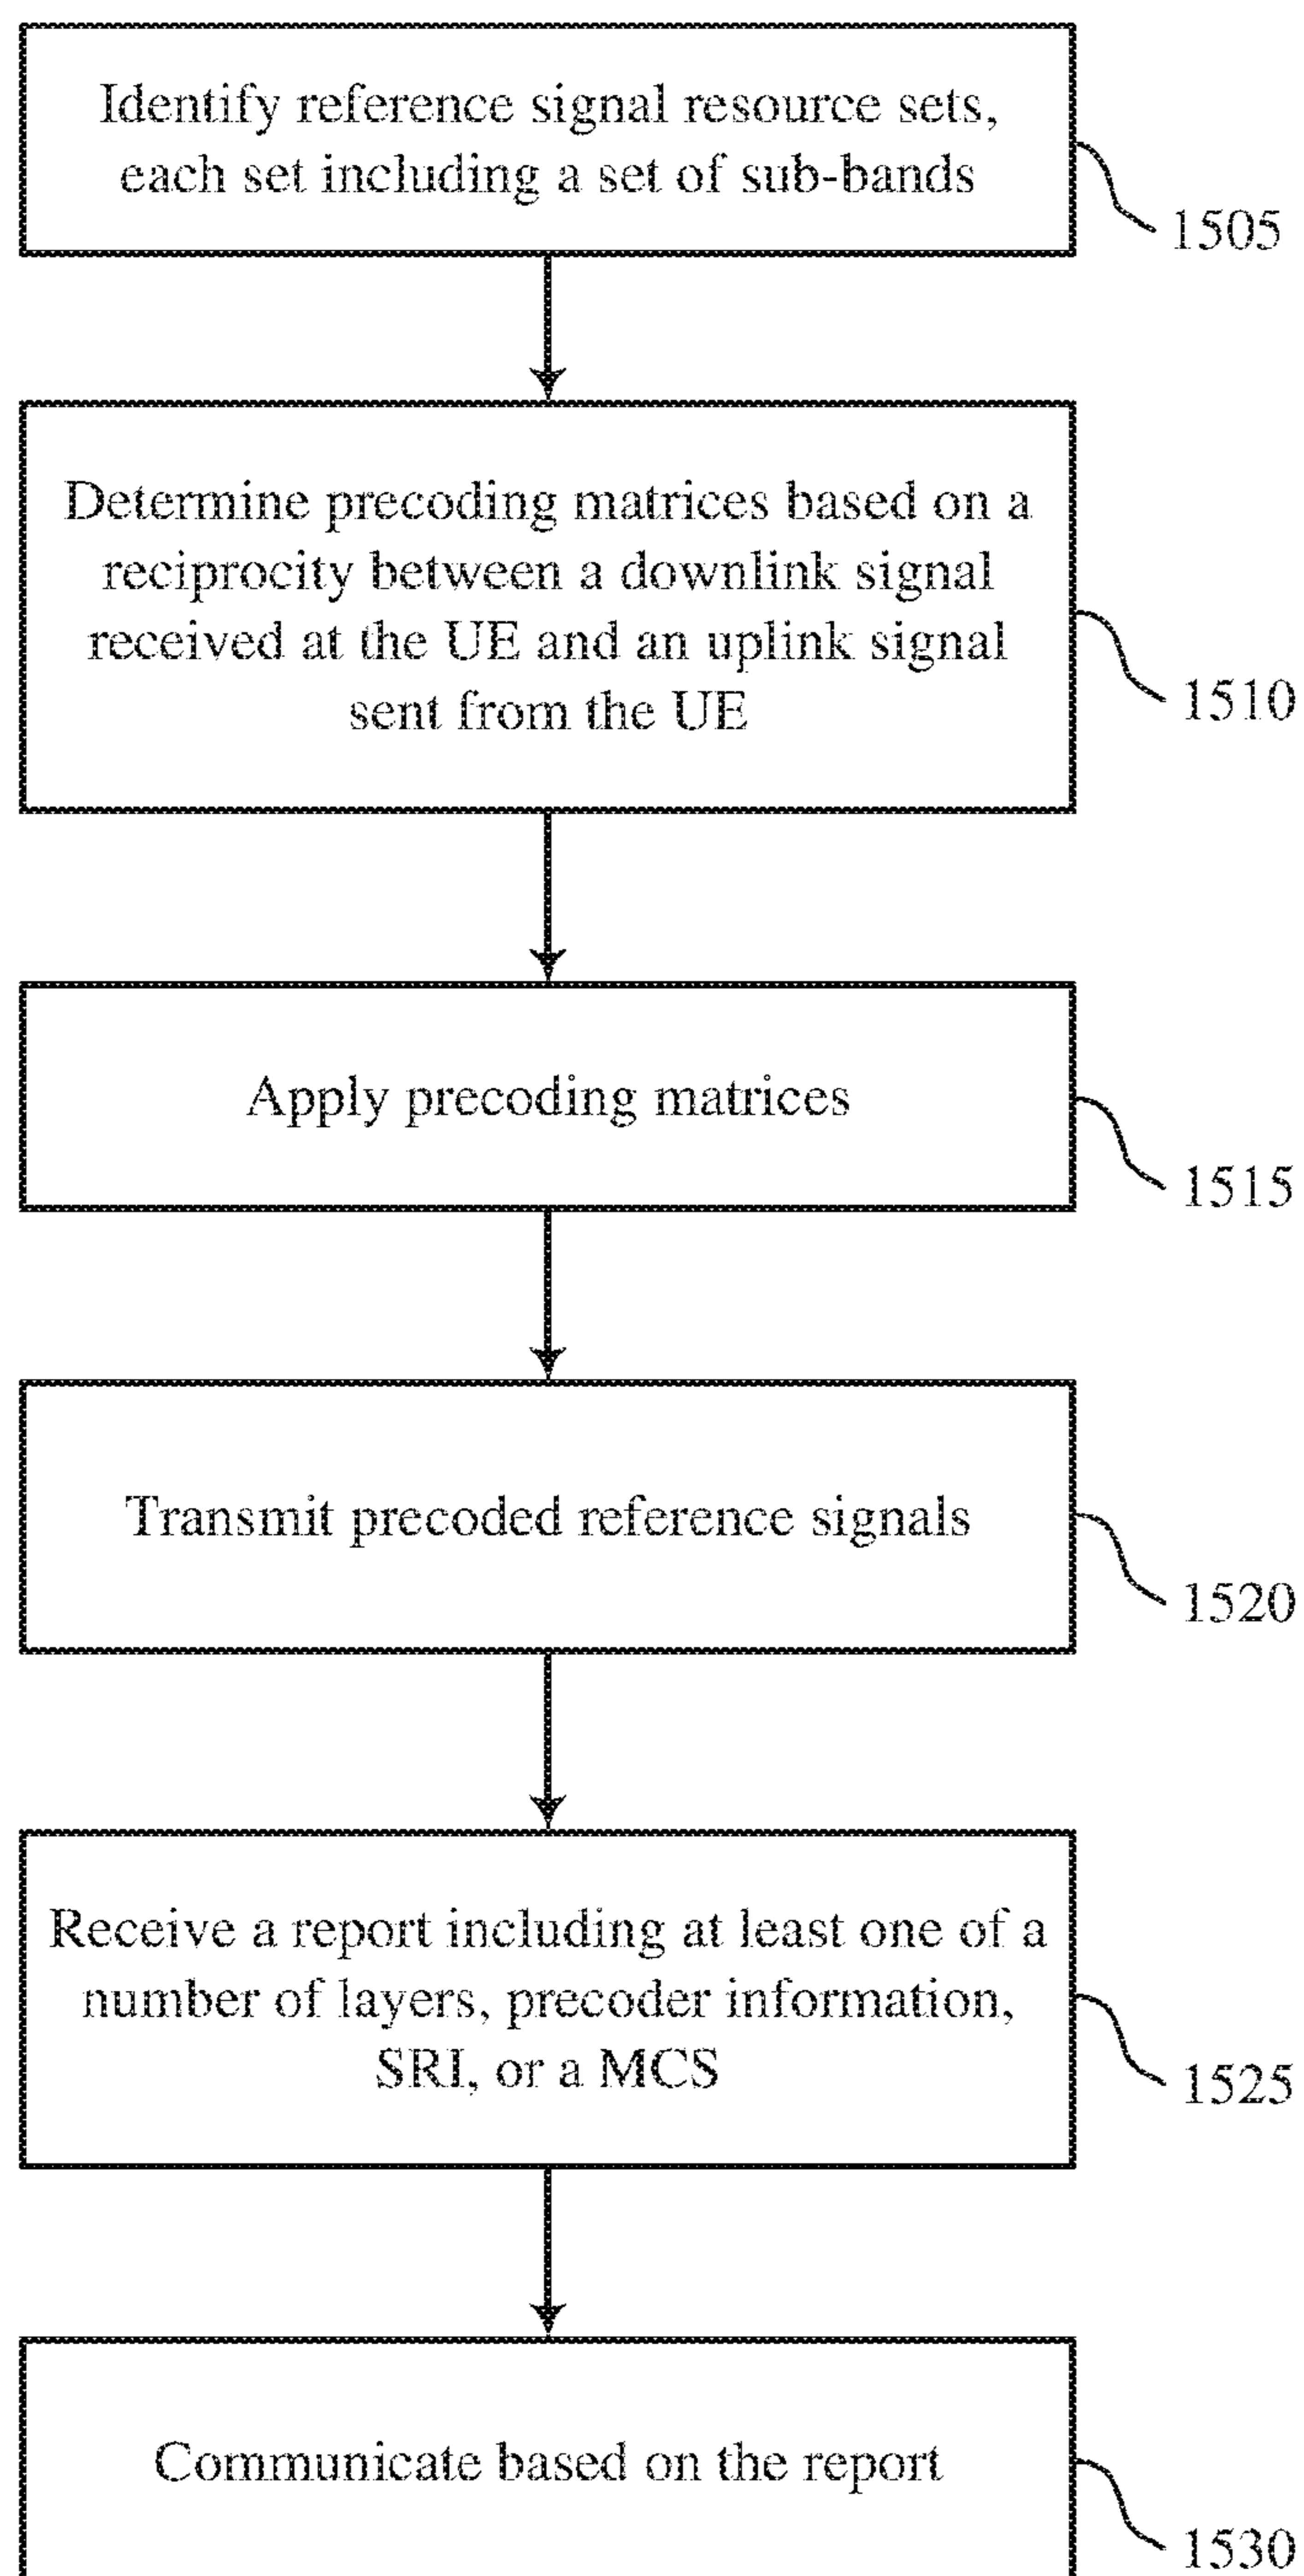 Identify reference signal resource sets,
each set including a set of sub-bands
1505
Determine precoding matrices based on a
reciprocity between a downlink signal
received at the UE and an uplink signal
sent from the UE
1510
Apply precoding matrices
1515
Transmit precoded reference signals
1520
Receive a report including at least one of a
number of layers, precoder information,
SRI, or a MCS
1525
Communicate based on the report
1530